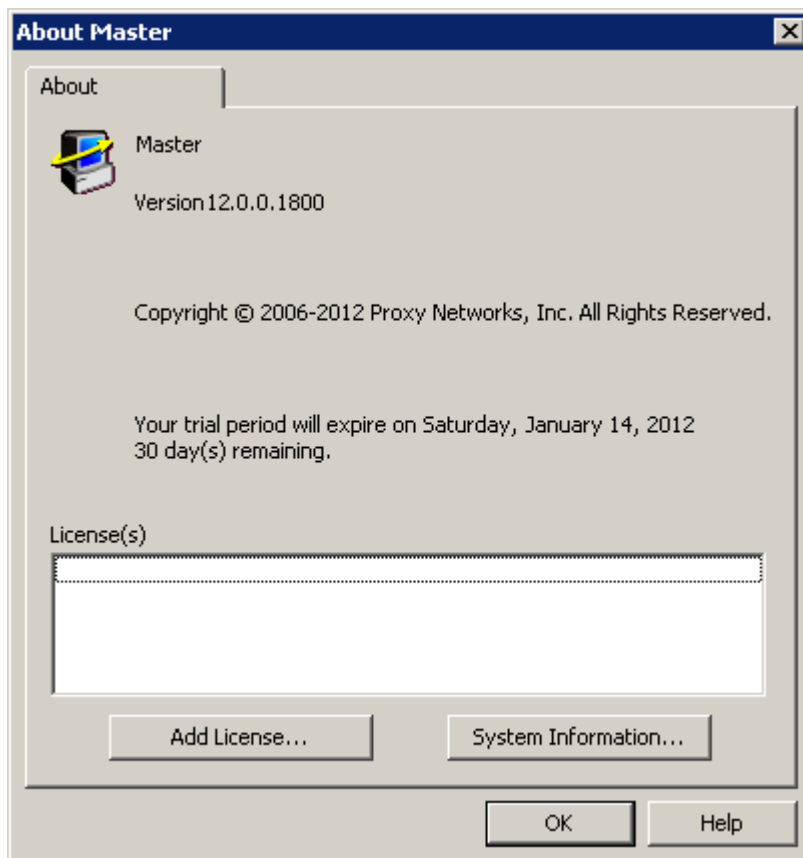 About Master
About
Master
Version 12.0.0.1800
Copyright © 2006-2012 Proxy Networks, Inc. All Rights Reserved.
Your trial period will expire on Saturday, January 14, 2012
30 day(s) remaining.
License(s)
Add License...
System Information...
OK
Help